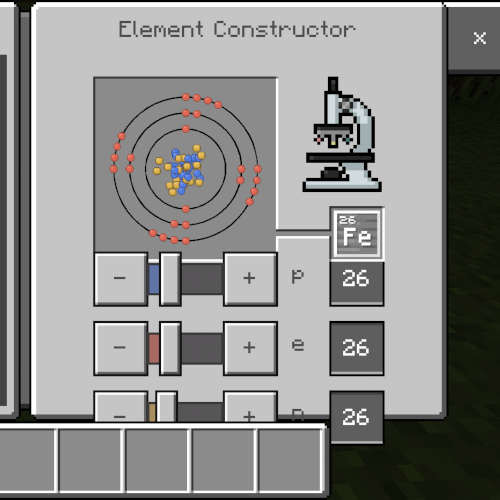 Element Constructor
x
26
Fe
- + p 26
- + e 26
- + n 26